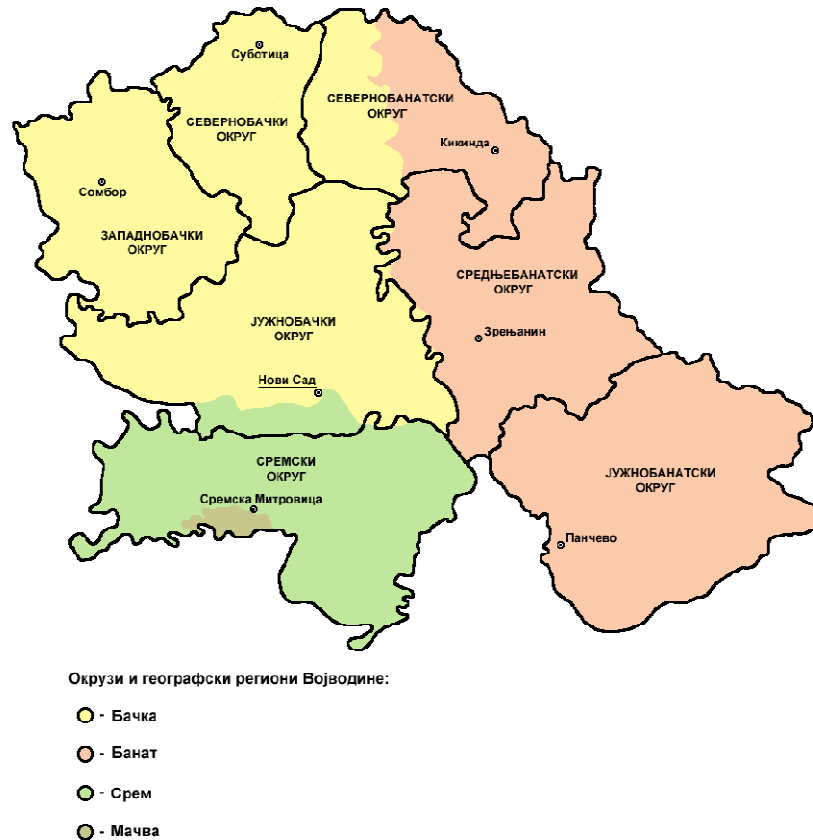 Суботица
СЕВЕРНОБАЧКИ
ОКРУГ
СЕВЕРНОБАНАТСКИ
ОКРУГ
Кикинда
Сомбор
ЗАПАДНОБАЧКИ
ОКРУГ
СРЕДЊЕБАНАТСКИ
ОКРУГ
ЈУЖНОБАЧКИ
ОКРУГ
Зрењанин
Нови Сад
СРЕМСКИ
ОКРУГ
Сремска Митровица
ЈУЖНОБАНАТСКИ
ОКРУГ
Панчево
Окрузи и географски региони Војводине:
- Бачка
- Банат
- Срем
- Мачва